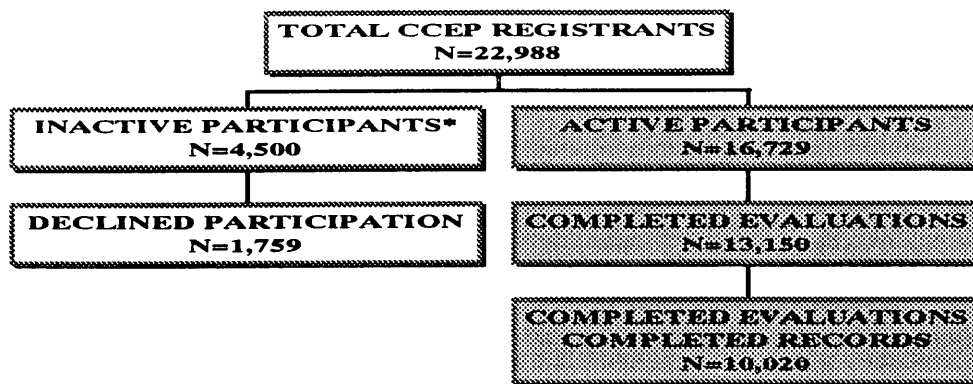 TOTAL CCEP REGISTRANTS
N=22,988
INACTIVE PARTICIPANTS*
N=4,500
ACTIVE PARTICIPANTS
N=16,729
DECLINED PARTICIPATION
N=1,759
COMPLETED EVALUATIONS
N=13,150
COMPLETED EVALUATIONS
COMPLETED RECORDS
N=10,020